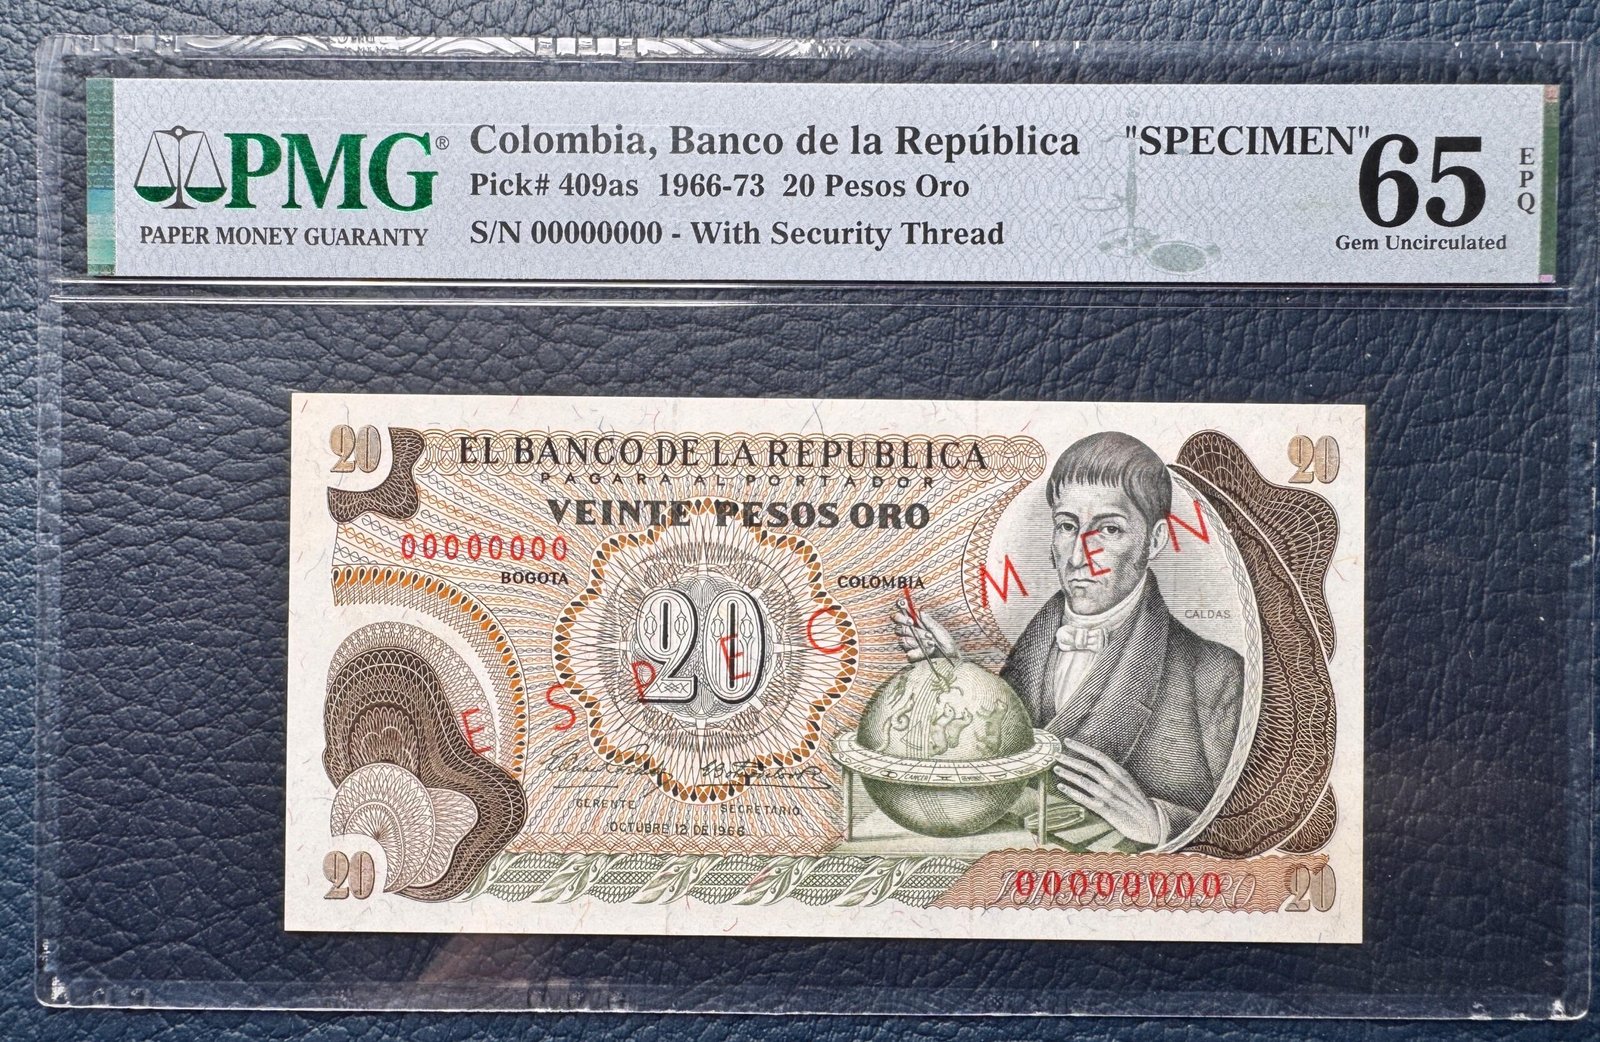 PMG®
PAPER MONEY GUARANTY
Colombia, Banco de la República "SPECIMEN"
Pick# 409as 1966-73 20 Pesos Oro
S/N 00000000 - With Security Thread
65
EPQ
Gem Uncirculated
20
EL BANCO DE LA REPUBLICA
20
PAGARA AL PORTADOR
VEINTE PESOS ORO
00000000
BOGOTA
COLOMBIA
CALDAS
20
ESPECIMEN
CANCER
GERENTE
SECRETARIO
OCTUBRE 12 DE 1966
20
00000000
20